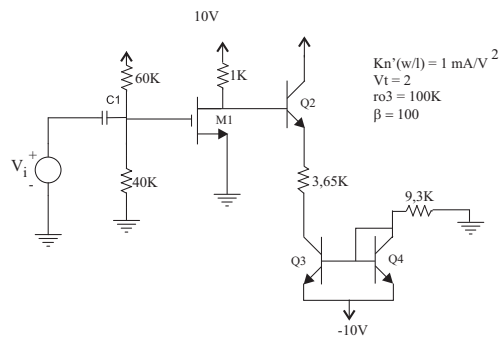 10V
Kn'(w/l) = 1 mA/V 2
Vt = 2
ro3 = 100K
β = 100
60K
1K
C1
Q2
M1
Vi
+
-
40K
3,65K
9,3K
Q3
Q4
-10V